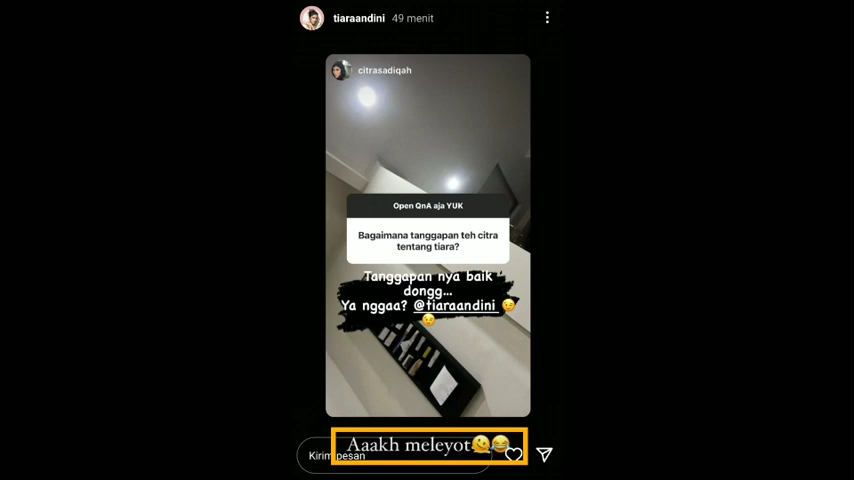 tiaraandini 49 menit
citrasadiqah
Open QnA aja YUK
Bagaimana tanggapan teh citra
tentang tiara?
Tanggapan nya baik
dongg...
Ya nggaa? @tiaraandini 😉
😉
Aaakh meleyot🫠😂
Kirim pesan